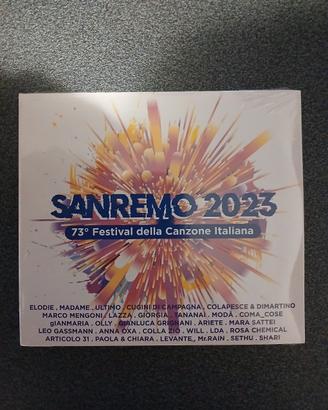 SANREMO 2023
73° Festival della Canzone Italiana
ELODIE . MADAME . ULTIMO . CUGINI DI CAMPAGNA . COLAPESCE & DIMARTINO
MARCO MENGONI . LAZZA . GIORGIA . TANANAI . MODÀ . COMA_COSE
gIANMARIA . OLLY . GIANLUCA GRIGNANI . ARIETE . MARA SATTEI
LEO GASSMANN . ANNA OXA . COLLA ZIO . WILL . LDA . ROSA CHEMICAL
ARTICOLO 31 . PAOLA & CHIARA . LEVANTE . Mr.RAIN . SETHU . SHARI